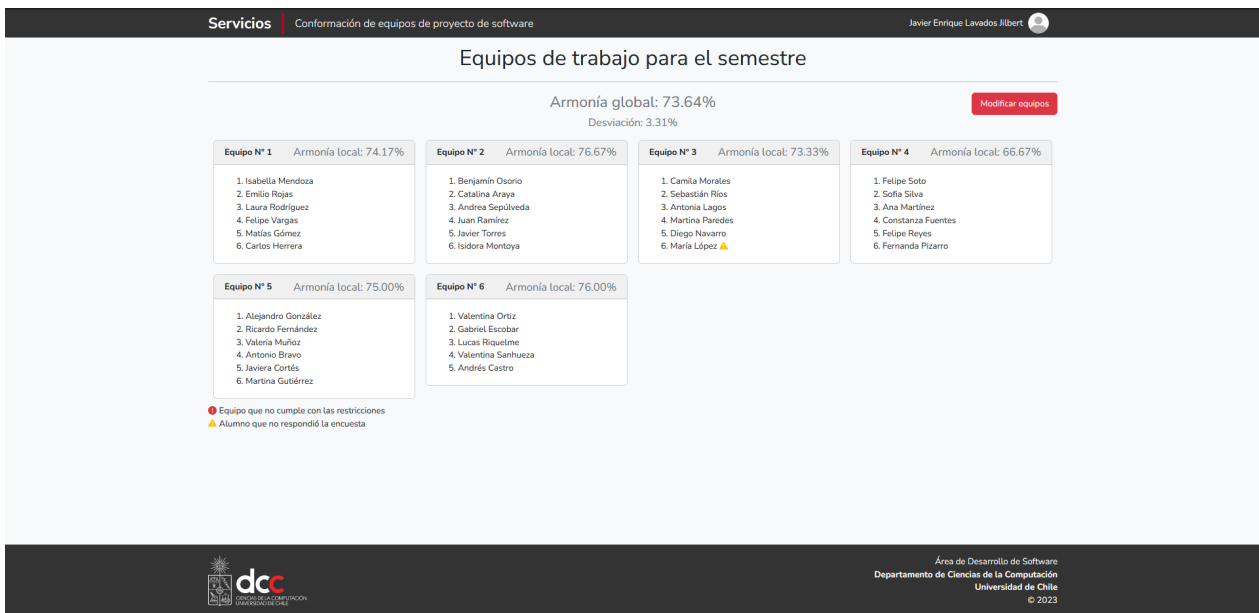 Servicios Conformación de equipos de proyecto de software Javier Enrique Lavados Jilbert
Equipos de trabajo para el semestre
Armonía global: 73.64%
Desviación: 3.31%
Modificar equipos
Equipo N° 1 Armonía local: 74.17%
1. Isabella Mendoza
2. Emilio Rojas
3. Laura Rodríguez
4. Felipe Vargas
5. Matías Gómez
6. Carlos Herrera
Equipo N° 2 Armonía local: 76.67%
1. Benjamín Osorio
2. Catalina Araya
3. Andrea Sepúlveda
4. Juan Ramírez
5. Javier Torres
6. Isidora Montoya
Equipo N° 3 Armonía local: 73.33%
1. Camila Morales
2. Sebastián Ríos
3. Antonia Lagos
4. Martina Paredes
5. Diego Navarro
6. María López
Equipo N° 4 Armonía local: 66.67%
1. Felipe Soto
2. Sofia Silva
3. Ana Martínez
4. Constanza Fuentes
5. Felipe Reyes
6. Fernanda Pizarro
Equipo N° 5 Armonía local: 75.00%
1. Alejandro González
2. Ricardo Fernández
3. Valeria Muñoz
4. Antonio Bravo
5. Javiera Cortés
6. Martina Gutiérrez
Equipo N° 6 Armonía local: 76.00%
1. Valentina Ortiz
2. Gabriel Escobar
3. Lucas Riquelme
4. Valentina Sanhueza
5. Andrés Castro
Equipo que no cumple con las restricciones
Alumno que no respondió la encuesta
dcc
CIENCIAS DE LA COMPUTACIÓN
UNIVERSIDAD DE CHILE
Área de Desarrollo de Software
Departamento de Ciencias de la Computación
Universidad de Chile
© 2023